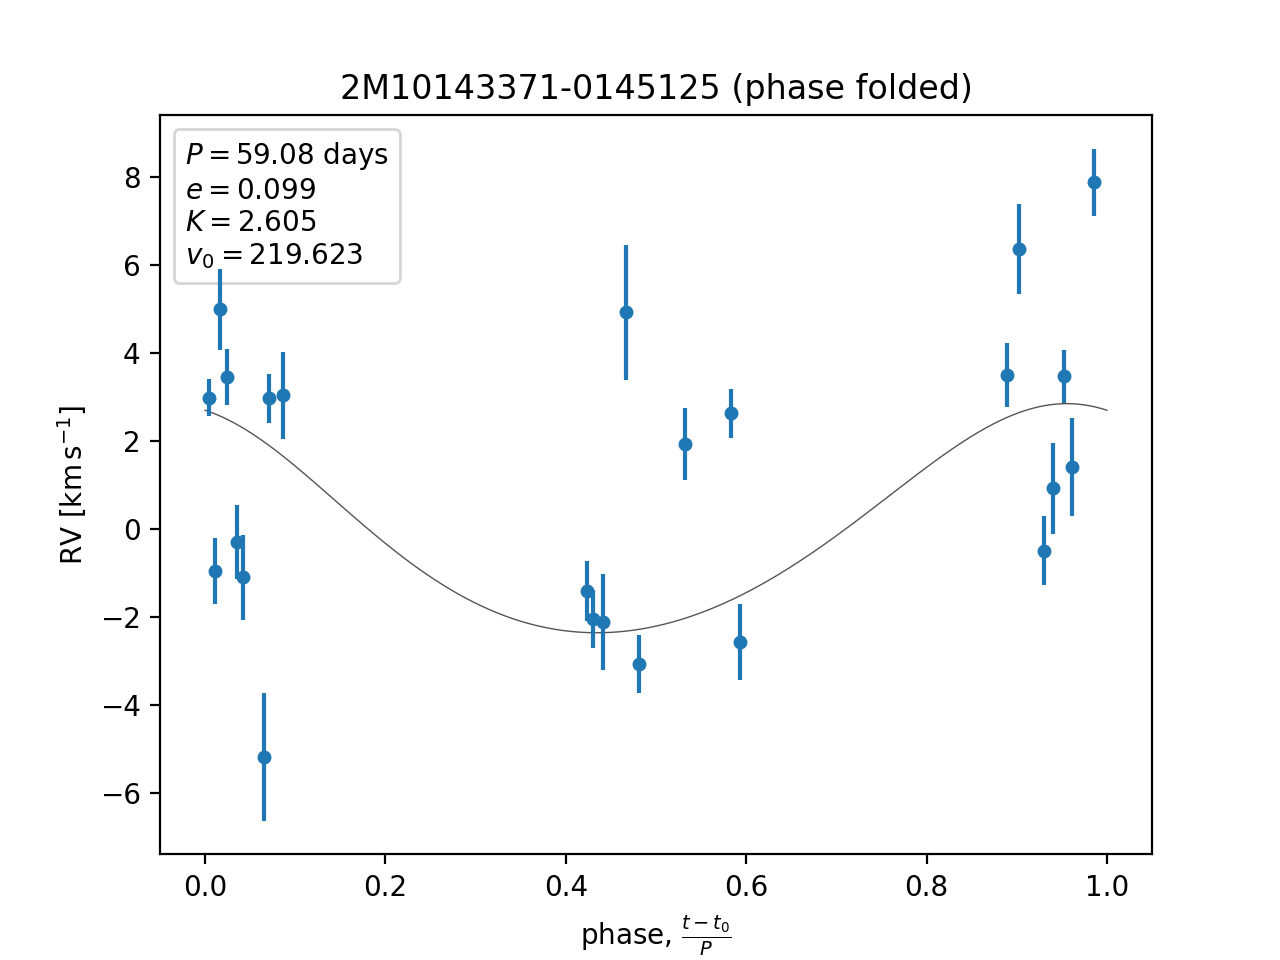 2M10143371-0145125 (phase folded)
P = 59.08 days
e = 0.099
K = 2.605
v₀ = 219.623
RV [km s⁻¹]
8
6
4
2
0
−2
−4
−6
0.0 0.2 0.4 0.6 0.8 1.0
phase, (t − t₀)/P